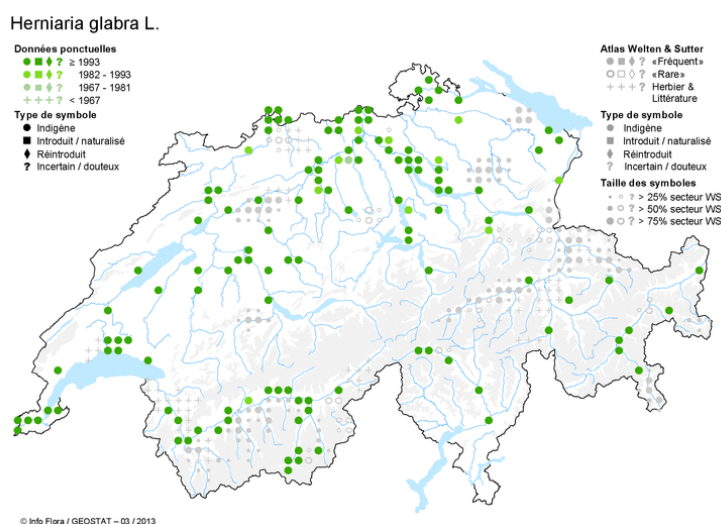 Herniaria glabra L.
Données ponctuelles
? ≥ 1993
? 1982 - 1993
? 1967 - 1981
+++? < 1967
Type de symbole
Indigène
Introduit / naturalisé
Réintroduit
? Incertain / douteux
Atlas Welten & Sutter
? «Fréquent»
? «Rare»
+++? Herbier &
Littérature
Type de symbole
Indigène
Introduit / naturalisé
Réintroduit
? Incertain / douteux
Taille des symboles
? > 25% secteur WS
? > 50% secteur WS
? > 75% secteur WS
© Info Flora / GEOSTAT – 03 / 2013